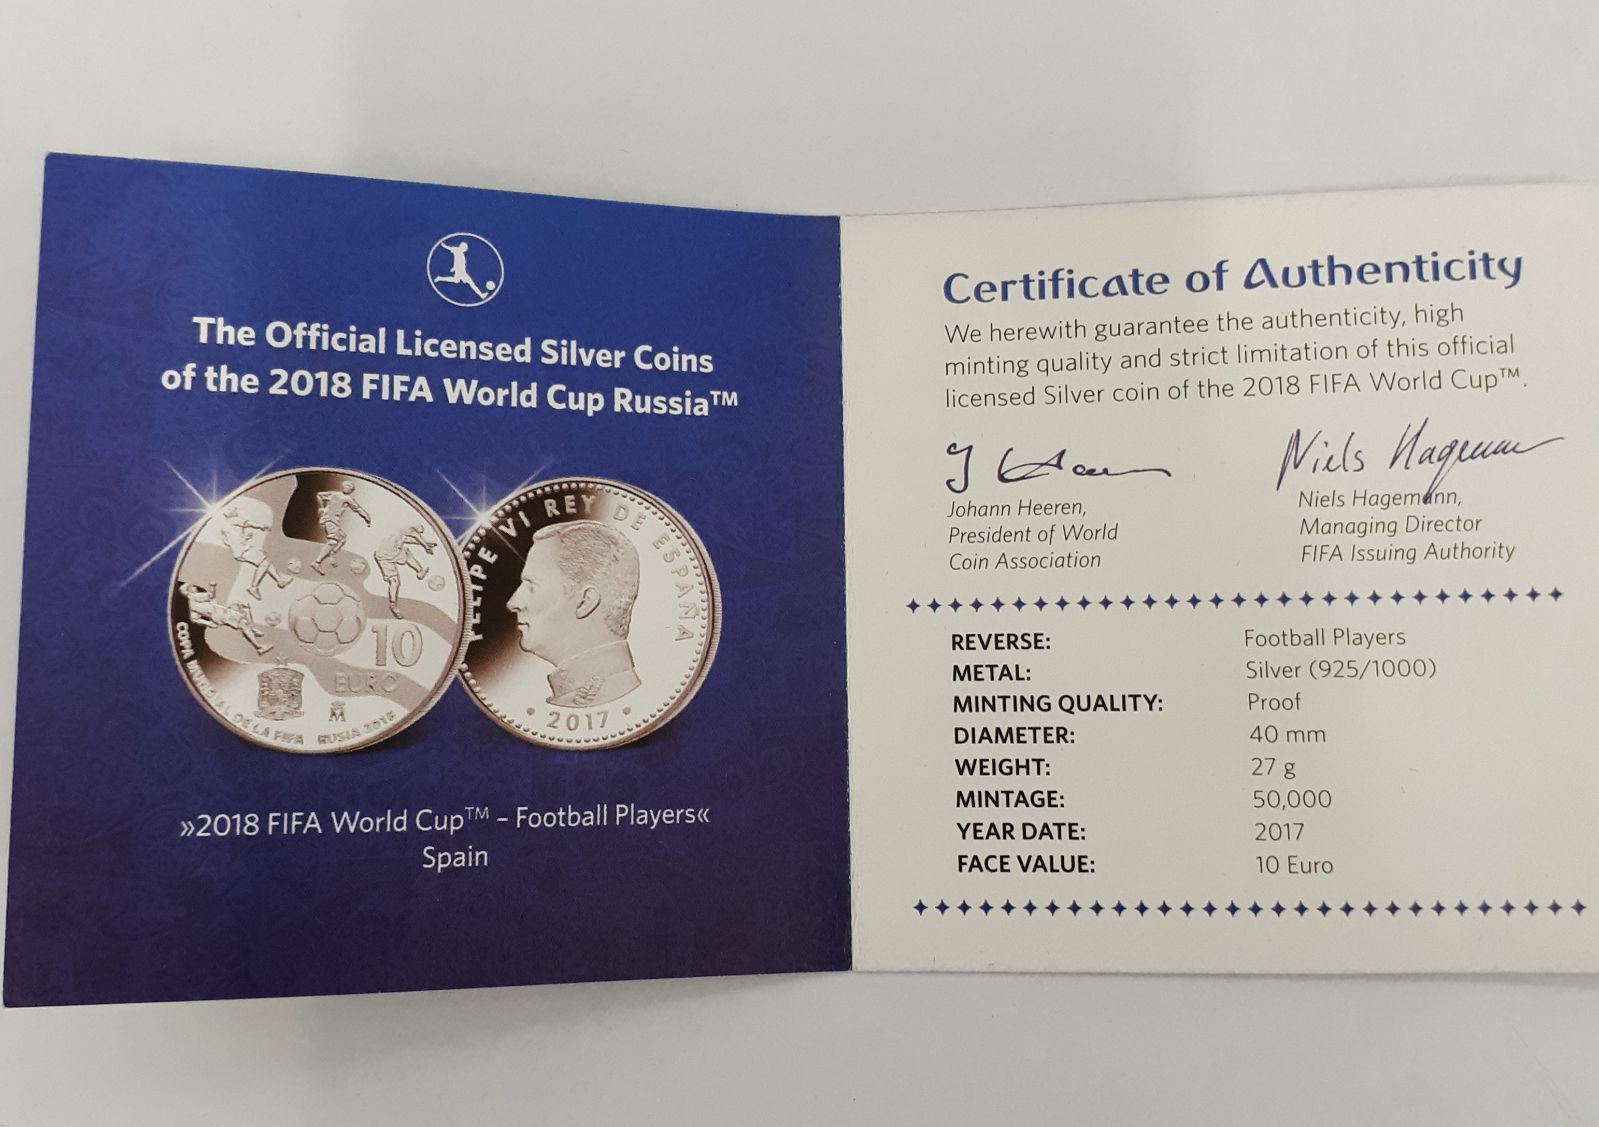 The Official Licensed Silver Coins
of the 2018 FIFA World Cup Russia™
COPA MUNDIAL DE LA FIFA RUSIA 2018
10
EURO
M
FELIPE VI REY DE ESPAÑA
• 2017 •
»2018 FIFA World Cup™ – Football Players«
Spain
Certificate of Authenticity
We herewith guarantee the authenticity, high
minting quality and strict limitation of this official
licensed Silver coin of the 2018 FIFA World Cup™.
Niels Hagemann
Johann Heeren,
President of World
Coin Association
Niels Hagemann,
Managing Director
FIFA Issuing Authority
REVERSE: Football Players
METAL: Silver (925/1000)
MINTING QUALITY: Proof
DIAMETER: 40 mm
WEIGHT: 27 g
MINTAGE: 50,000
YEAR DATE: 2017
FACE VALUE: 10 Euro